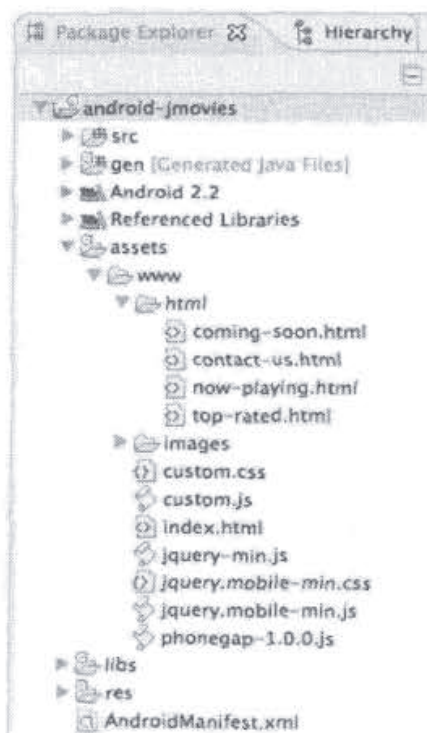 Package Explorer Hierarchy
android-jmovies
src
gen [Generated Java Files]
Android 2.2
Referenced Libraries
assets
www
html
coming-soon.html
contact-us.html
now-playing.html
top-rated.html
images
custom.css
custom.js
index.html
jquery-min.js
jquery.mobile-min.css
jquery.mobile-min.js
phonegap-1.0.0.js
libs
res
AndroidManifest.xml